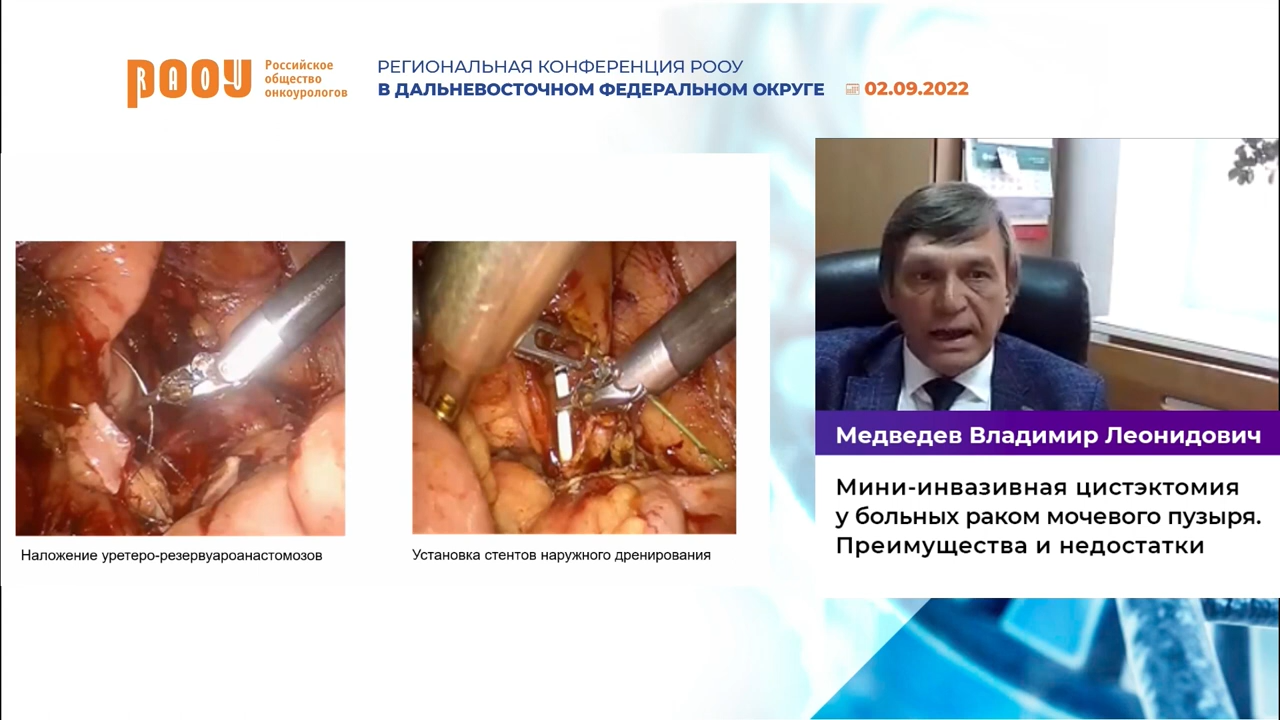 РООУ
RAOU
Российское
общество
онкоурологов
РЕГИОНАЛЬНАЯ КОНФЕРЕНЦИЯ РООУ
В ДАЛЬНЕВОСТОЧНОМ ФЕДЕРАЛЬНОМ ОКРУГЕ 02.09.2022
Наложение уретеро-резервуароанастомозов
Установка стентов наружного дренирования
Медведев Владимир Леонидович
Мини-инвазивная цистэктомия
у больных раком мочевого пузыря.
Преимущества и недостатки